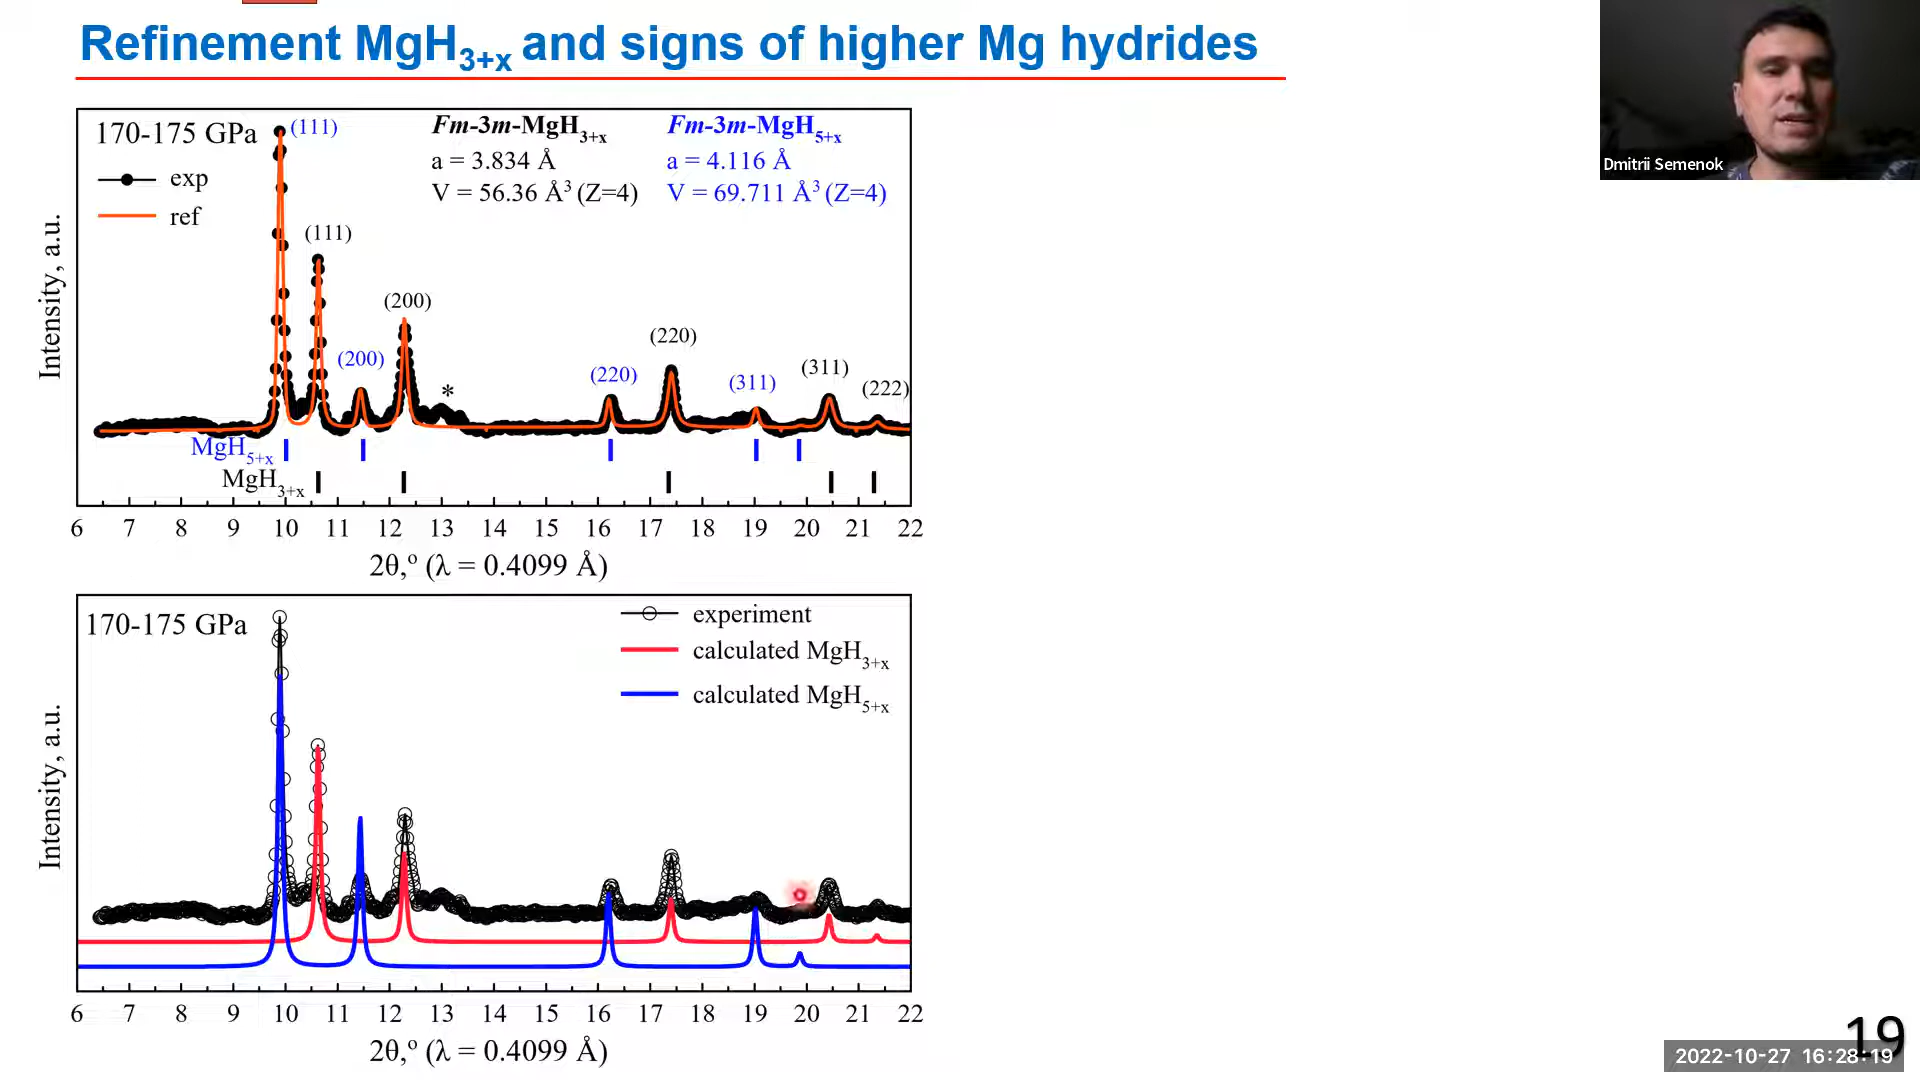 Refinement MgH3+x and signs of higher Mg hydrides
Dmitrii Semenok
170-175 GPa
exp
ref
Fm-3m-MgH3+x
a = 3.834 Å
V = 56.36 Å3 (Z=4)
Fm-3m-MgH5+x
a = 4.116 Å
V = 69.711 Å3 (Z=4)
(111)
(111)
(200)
(200)
*
(220)
(220)
(311)
(311)
(222)
MgH5+x
MgH3+x
Intensity, a.u.
6 7 8 9 10 11 12 13 14 15 16 17 18 19 20 21 22
2θ,º (λ = 0.4099 Å)
170-175 GPa
experiment
calculated MgH3+x
calculated MgH5+x
Intensity, a.u.
6 7 8 9 10 11 12 13 14 15 16 17 18 19 20 21 22
2θ,º (λ = 0.4099 Å)
19
2022-10-27 16:28:19